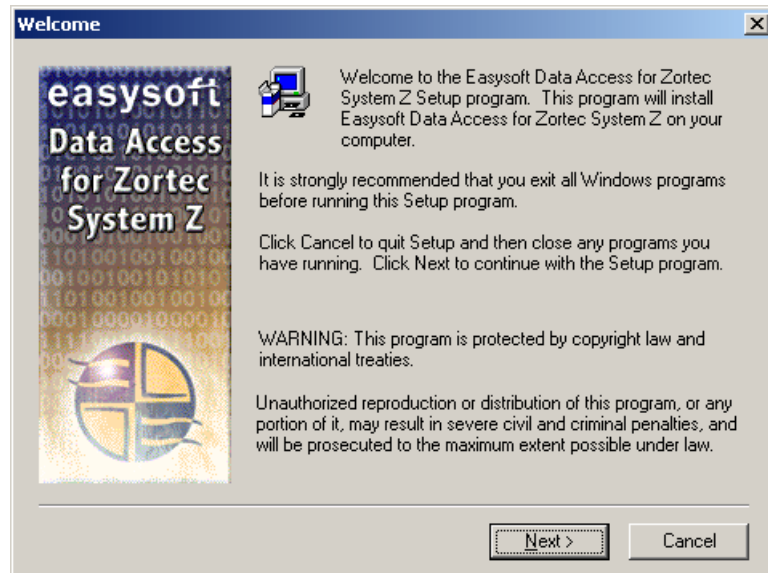 Welcome
easysoft
Data Access
for Zortec
System Z
Welcome to the Easysoft Data Access for Zortec
System Z Setup program. This program will install
Easysoft Data Access for Zortec System Z on your
computer.
It is strongly recommended that you exit all Windows programs
before running this Setup program.
Click Cancel to quit Setup and then close any programs you
have running. Click Next to continue with the Setup program.
WARNING: This program is protected by copyright law and
international treaties.
Unauthorized reproduction or distribution of this program, or any
portion of it, may result in severe civil and criminal penalties, and
will be prosecuted to the maximum extent possible under law.
Next >
Cancel